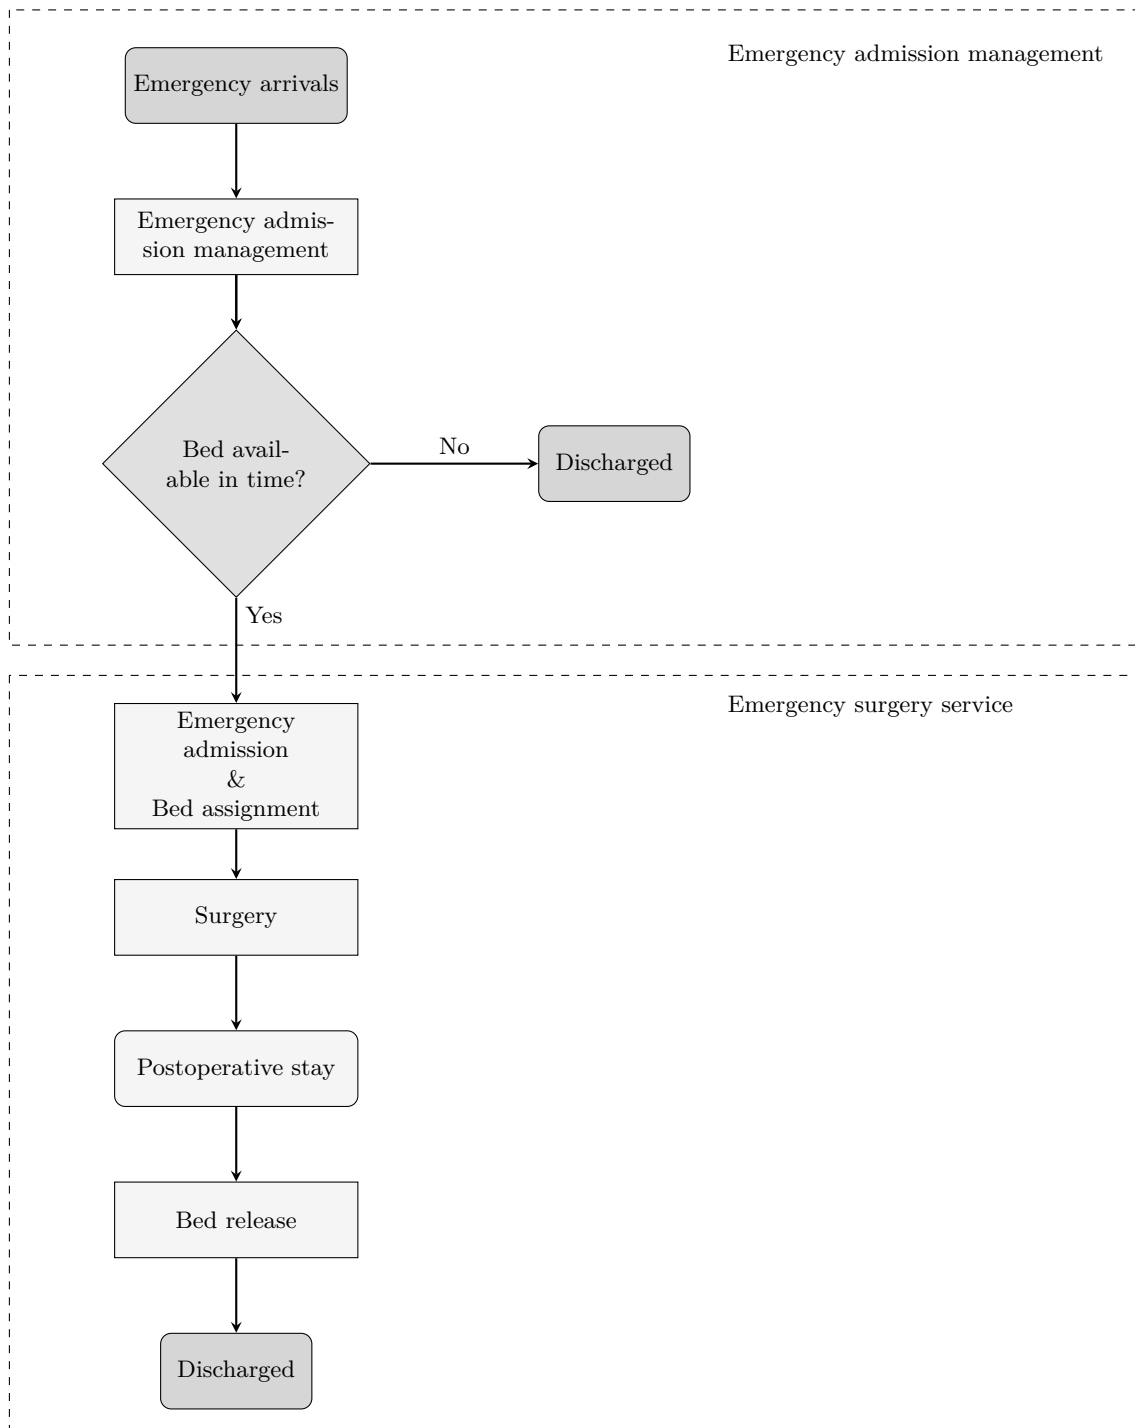 Emergency admission management
Emergency arrivals
Emergency admis-
sion management
Bed avail-
able in time?
No
Discharged
Yes
Emergency surgery service
Emergency
admission
&
Bed assignment
Surgery
Postoperative stay
Bed release
Discharged